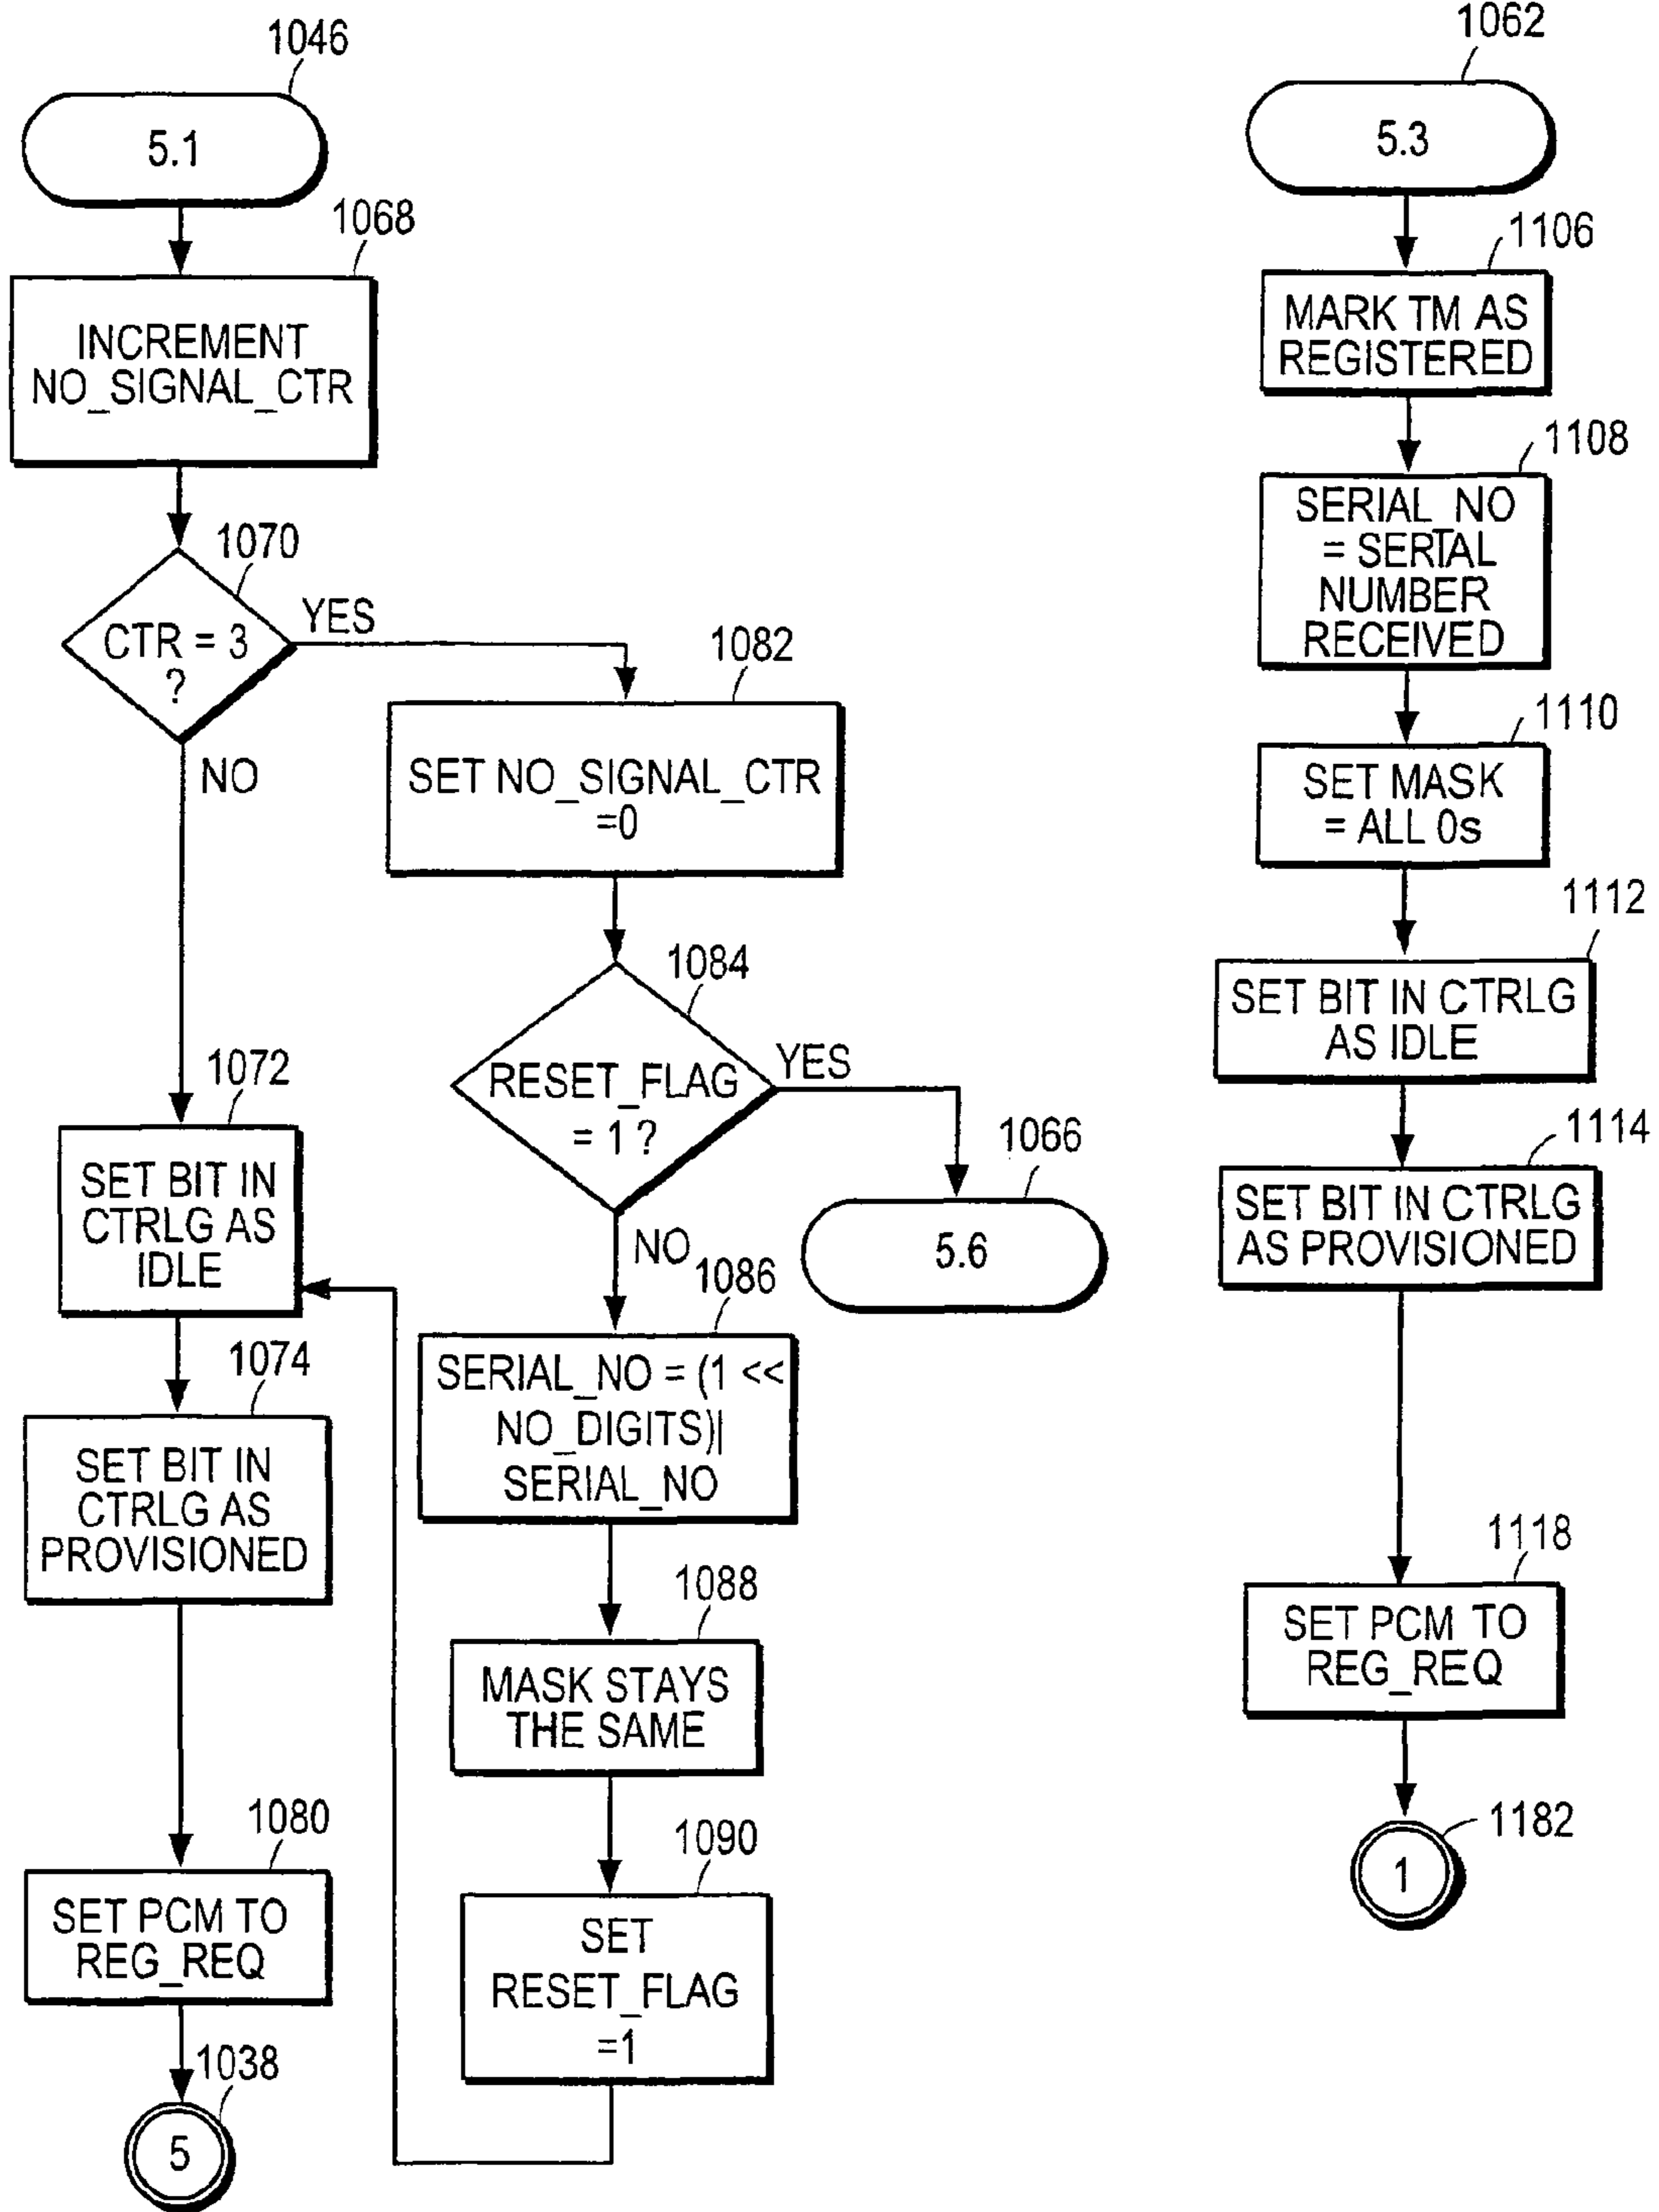 1046
5.1
1068
INCREMENT
NO_SIGNAL_CTR
1070
CTR = 3
?
YES
NO
1082
SET NO_SIGNAL_CTR
=0
1084
RESET_FLAG
= 1 ?
YES
NO
1066
5.6
1072
SET BIT IN
CTRLG AS
IDLE
1074
SET BIT IN
CTRLG AS
PROVISIONED
1080
SET PCM TO
REG_REQ
1038
5
1086
SERIAL_NO = (1 <<
NO_DIGITS)|
SERIAL_NO
1088
MASK STAYS
THE SAME
1090
SET
RESET_FLAG
=1
1062
5.3
1106
MARK TM AS
REGISTERED
1108
SERIAL_NO
= SERTAL
NUMBER
RECEIVED
1110
SET MASK
= ALL 0s
1112
SET BIT IN CTRLG
AS IDLE
1114
SET BIT IN CTRLG
AS PROVISIONED
1118
SET PCM TO
REG_REQ
1182
1